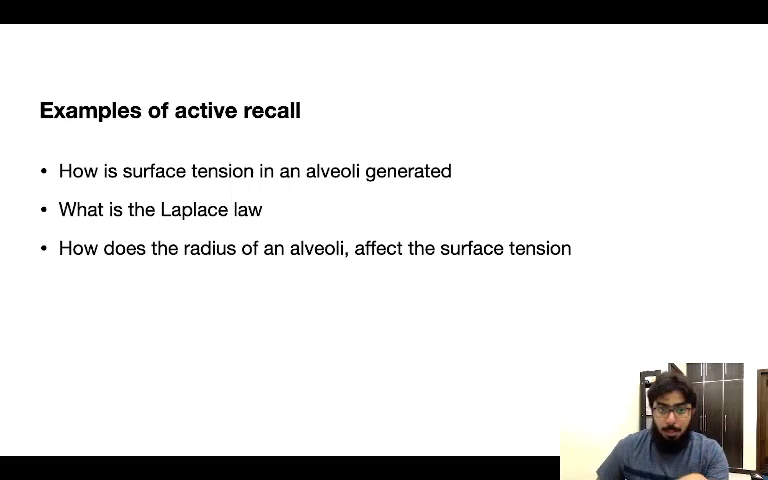 Examples of active recall
• How is surface tension in an alveoli generated
• What is the Laplace law
• How does the radius of an alveoli, affect the surface tension